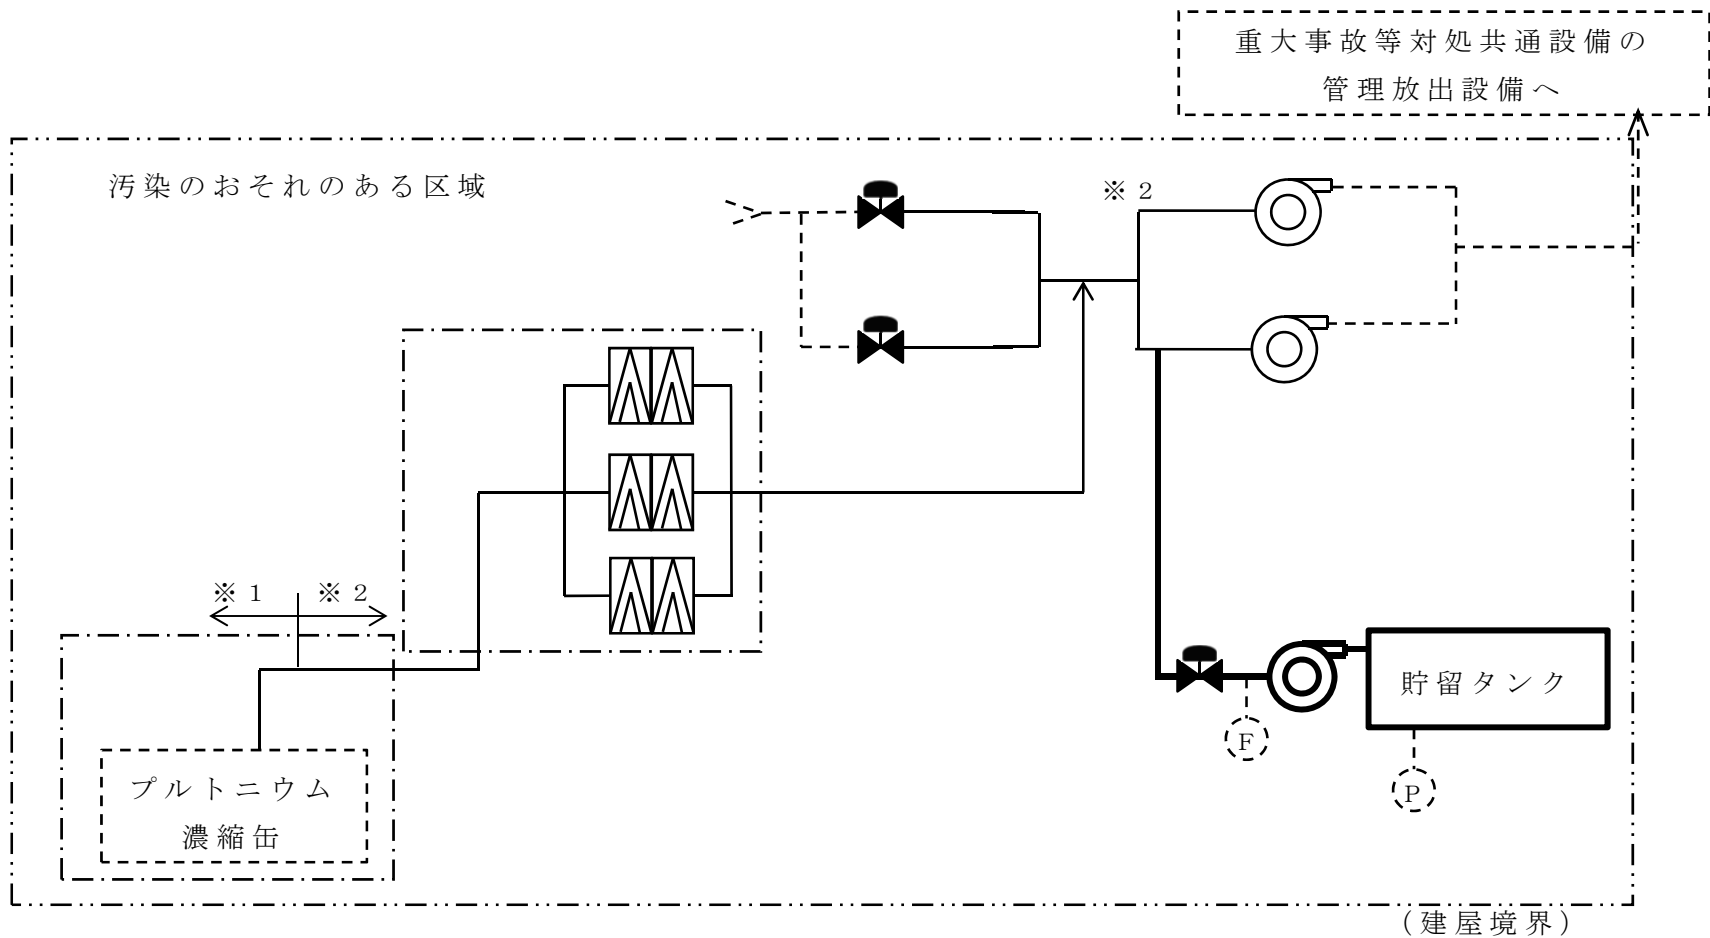 重大事故等対処共通設備の
管理放出設備へ
汚染のおそれのある区域
※2
※1
※2
プルトニウム
濃縮缶
貯留タンク
F
P
(建屋境界)